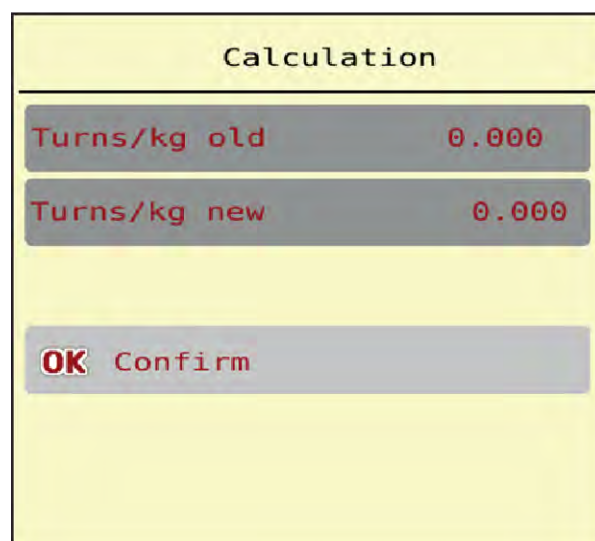 Calculation
Turns/kg old 0.000
Turns/kg new 0.000
OK Confirm